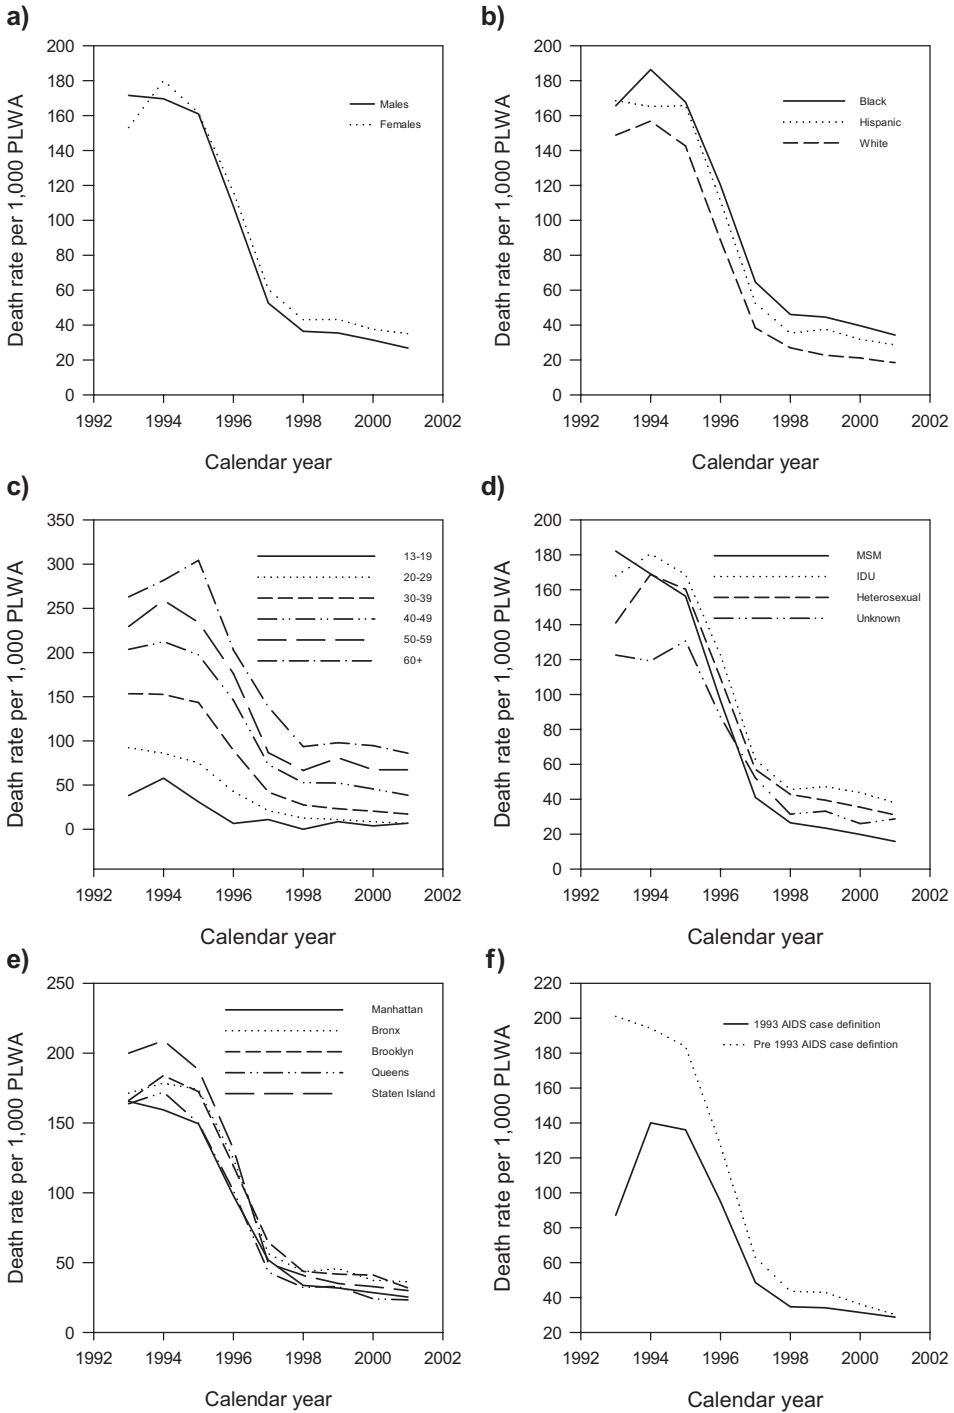 a)
Death rate per 1,000 PLWA
200
180
160
140
120
100
80
60
40
20
0
Males
Females
1992 1994 1996 1998 2000 2002
Calendar year
b)
Death rate per 1,000 PLWA
200
180
160
140
120
100
80
60
40
20
0
Black
Hispanic
White
1992 1994 1996 1998 2000 2002
Calendar year
c)
Death rate per 1,000 PLWA
350
300
250
200
150
100
50
0
13-19
20-29
30-39
40-49
50-59
60+
1992 1994 1996 1998 2000 2002
Calendar year
d)
Death rate per 1,000 PLWA
200
180
160
140
120
100
80
60
40
20
0
MSM
IDU
Heterosexual
Unknown
1992 1994 1996 1998 2000 2002
Calendar year
e)
Death rate per 1,000 PLWA
250
200
150
100
50
0
Manhattan
Bronx
Brooklyn
Queens
Staten Island
1992 1994 1996 1998 2000 2002
Calendar year
f)
Death rate per 1,000 PLWA
220
200
180
160
140
120
100
80
60
40
20
1993 AIDS case definition
Pre 1993 AIDS case defintion
1992 1994 1996 1998 2000 2002
Calendar year